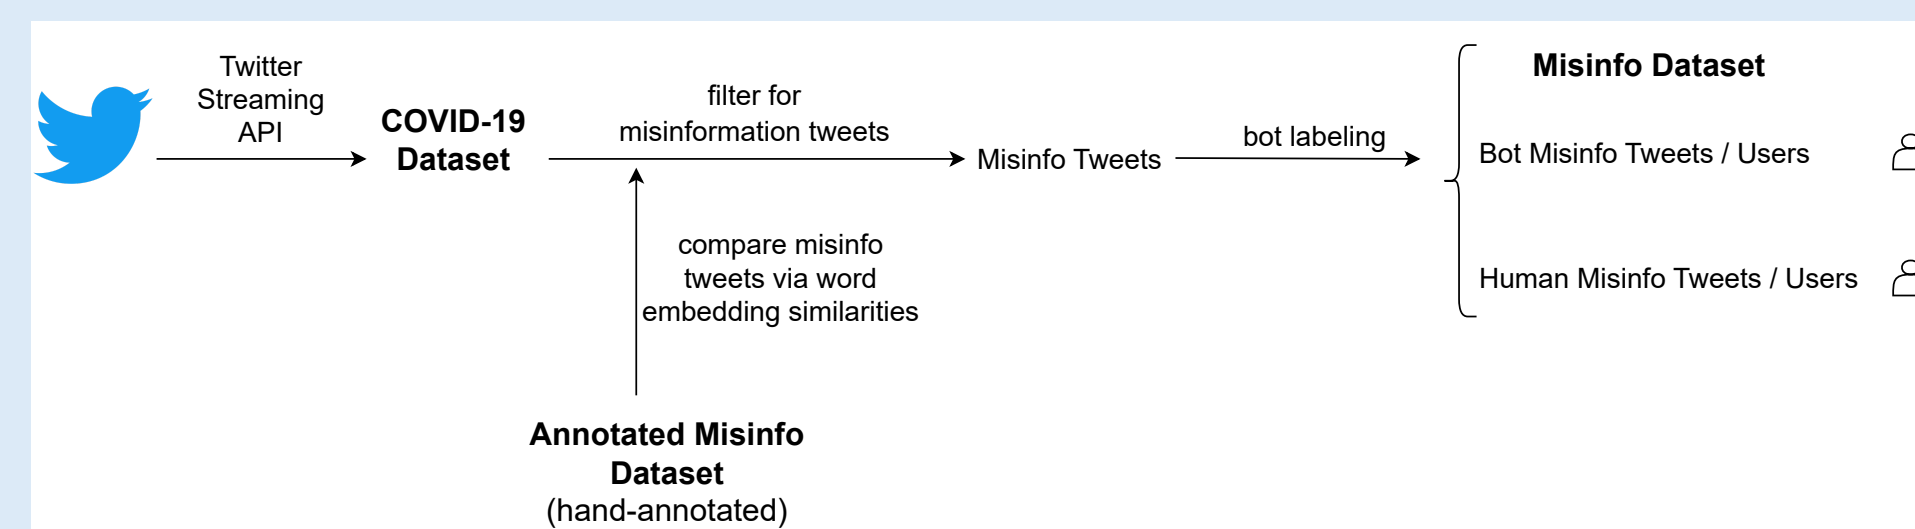 Twitter
Streaming
API
COVID-19
Dataset
filter for
misinformation tweets
compare misinfo
tweets via word
embedding similarities
Annotated Misinfo
Dataset
(hand-annotated)
Misinfo Tweets
bot labeling
Misinfo Dataset
Bot Misinfo Tweets / Users
Human Misinfo Tweets / Users